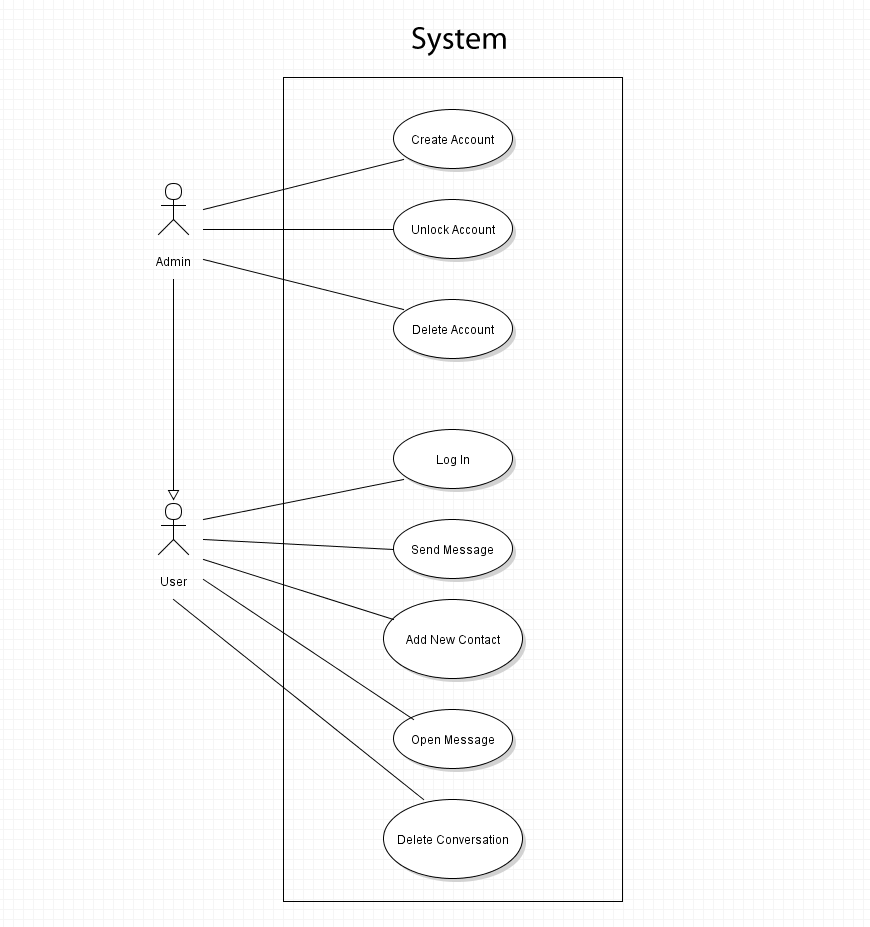 System
Create Account
Admin
Unlock Account
Delete Account
Log In
User
Send Message
Add New Contact
Open Message
Delete Conversation